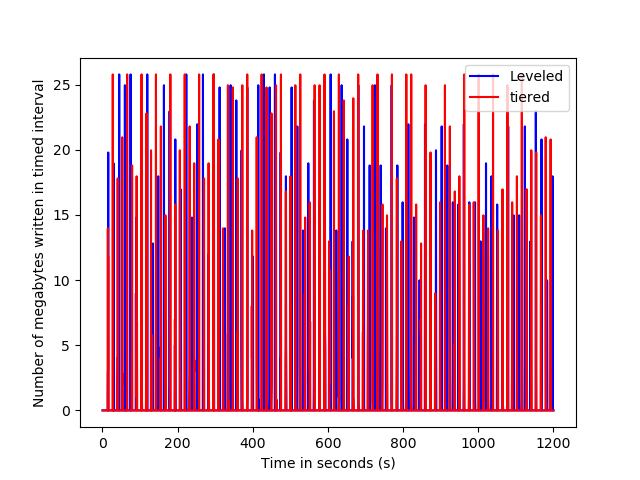 Leveled
tiered
Number of megabytes written in timed interval
25
20
15
10
5
0
0 200 400 600 800 1000 1200
Time in seconds (s)